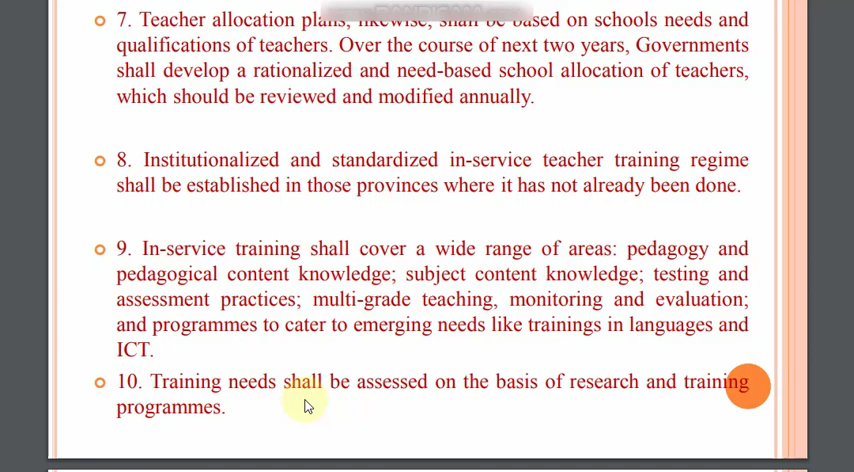 7. Teacher allocation plans, likewise, shall be based on schools needs and
qualifications of teachers. Over the course of next two years, Governments
shall develop a rationalized and need-based school allocation of teachers,
which should be reviewed and modified annually.
8. Institutionalized and standardized in-service teacher training regime
shall be established in those provinces where it has not already been done.
9. In-service training shall cover a wide range of areas: pedagogy and
pedagogical content knowledge; subject content knowledge; testing and
assessment practices; multi-grade teaching, monitoring and evaluation;
and programmes to cater to emerging needs like trainings in languages and
ICT.
10. Training needs shall be assessed on the basis of research and training
programmes.